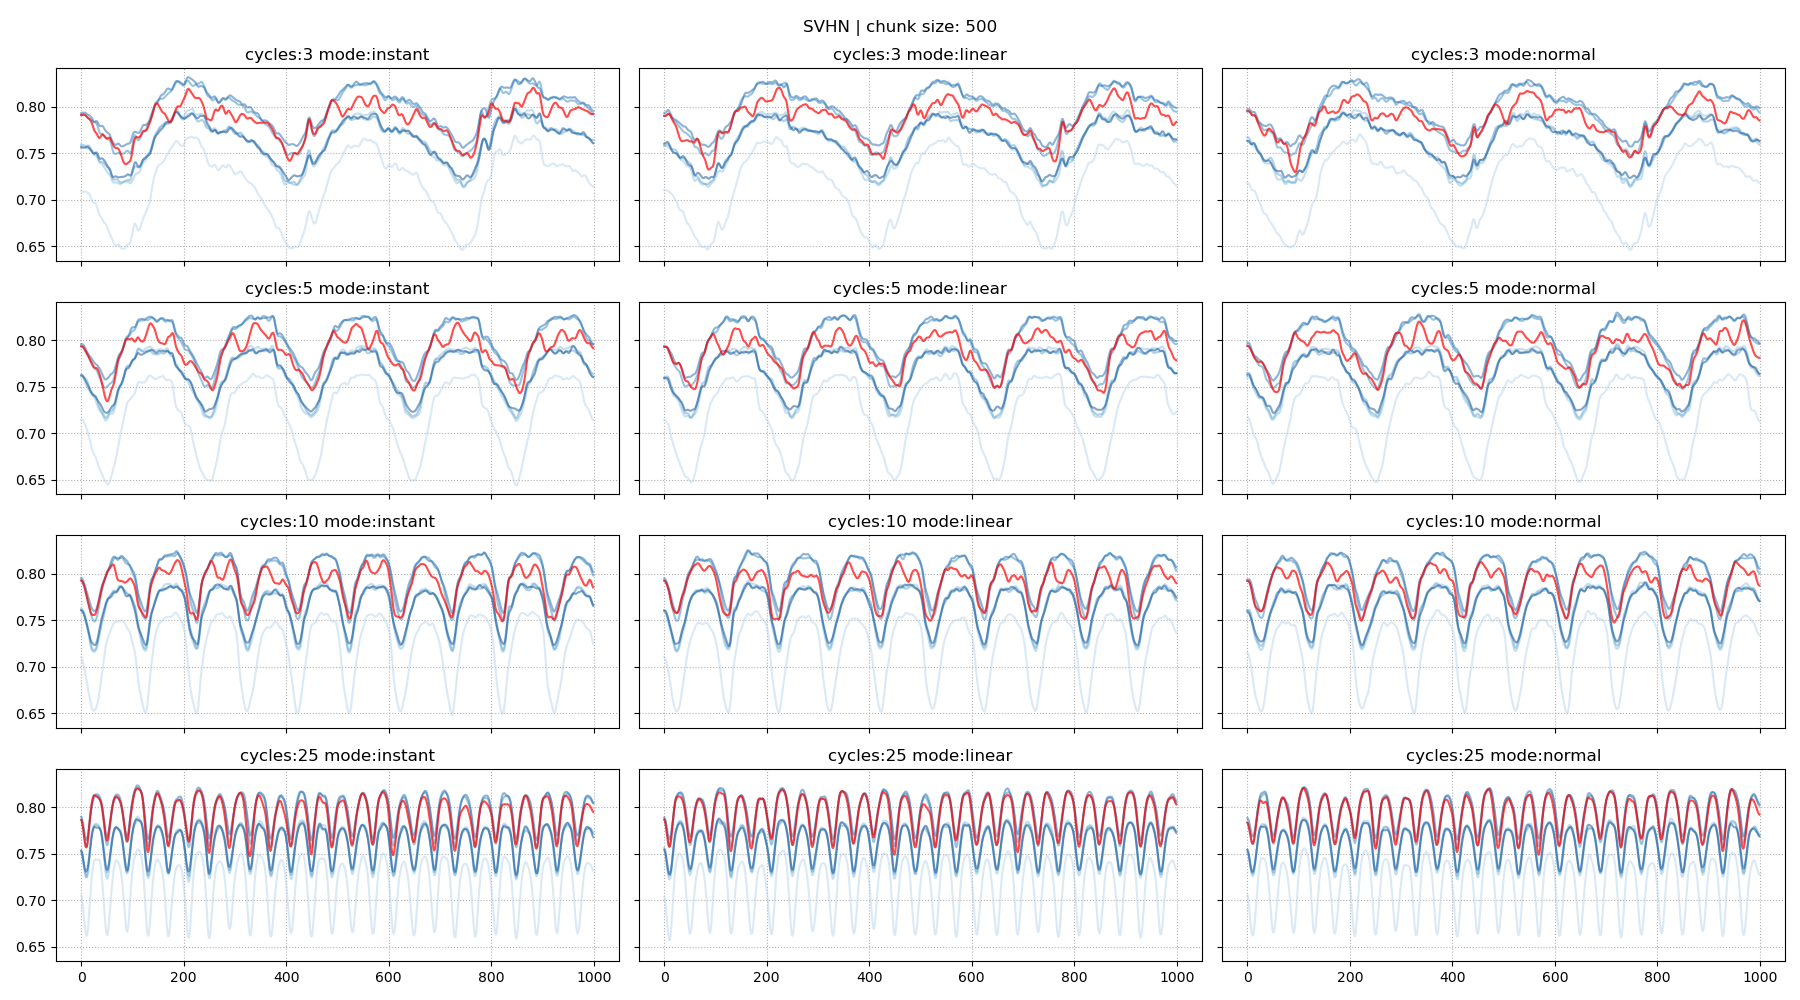 SVHN | chunk size: 500
cycles:3 mode:instant
cycles:3 mode:linear
cycles:3 mode:normal
0.80
0.75
0.70
0.65
cycles:5 mode:instant
cycles:5 mode:linear
cycles:5 mode:normal
0.80
0.75
0.70
0.65
cycles:10 mode:instant
cycles:10 mode:linear
cycles:10 mode:normal
0.80
0.75
0.70
0.65
cycles:25 mode:instant
cycles:25 mode:linear
cycles:25 mode:normal
0.80
0.75
0.70
0.65
0 200 400 600 800 1000
0 200 400 600 800 1000
0 200 400 600 800 1000